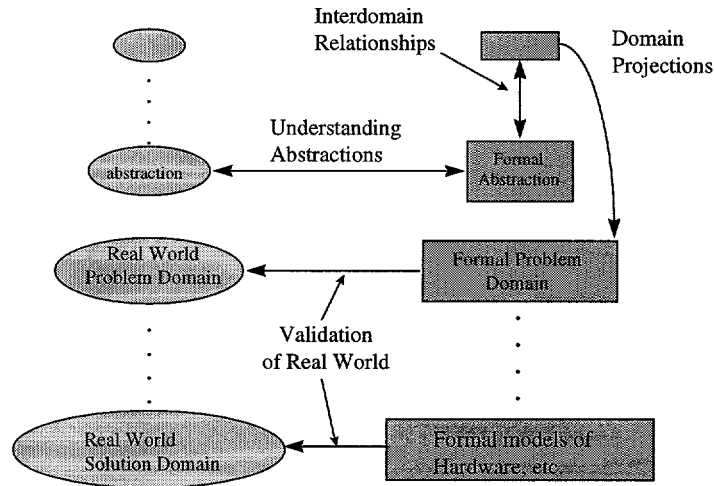 Interdomain
Relationships
Domain
Projections
Understanding
Abstractions
abstraction
Formal
Abstraction
Real World
Problem Domain
Formal Problem
Domain
Validation
of Real World
Real World
Solution Domain
Formal models of
Hardware, etc.